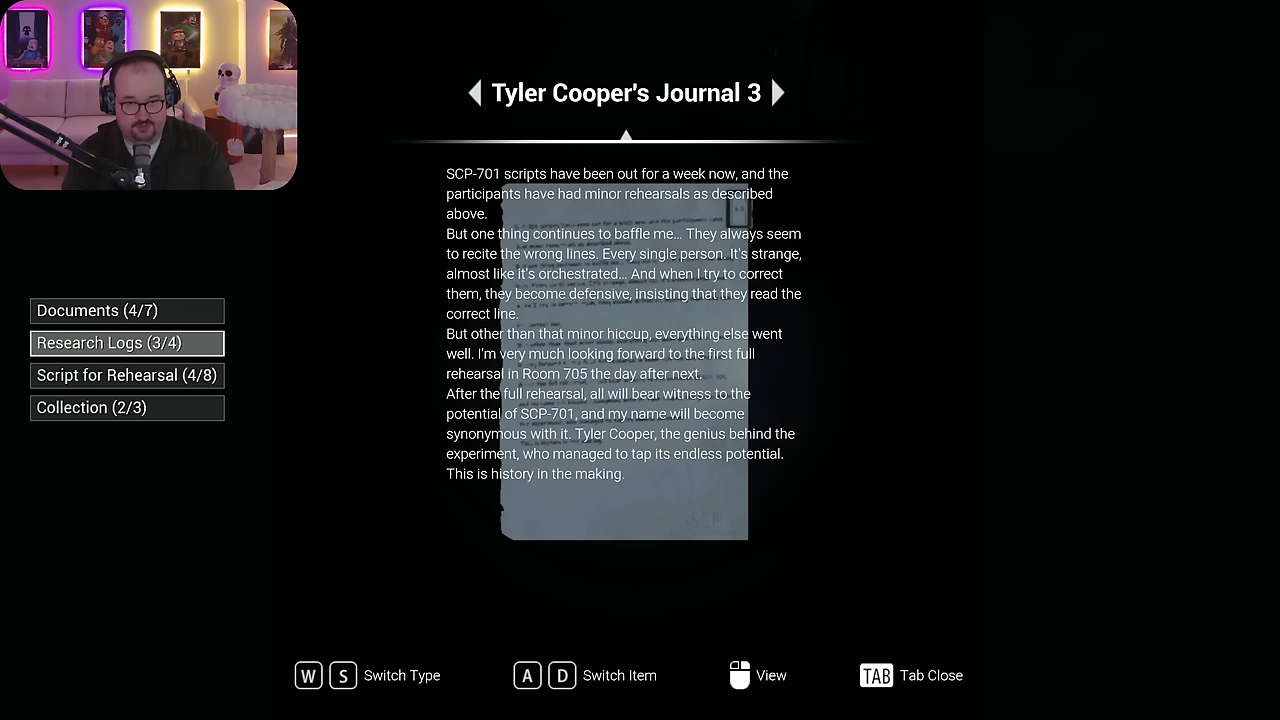 Tyler Cooper's Journal 3
SCP-701 scripts have been out for a week now, and the
participants have had minor rehearsals as described
above.
But one thing continues to baffle me... They always seem
to recite the wrong lines. Every single person. It's strange,
almost like it's orchestrated... And when I try to correct
them, they become defensive, insisting that they read the
correct line.
But other than that minor hiccup, everything else went
well. I'm very much looking forward to the first full
rehearsal in Room 705 the day after next.
After the full rehearsal, all will bear witness to the
potential of SCP-701, and my name will become
synonymous with it. Tyler Cooper, the genius behind the
experiment, who managed to tap its endless potential.
This is history in the making.
SCP
Documents (4/7)
Research Logs (3/4)
Script for Rehearsal (4/8)
Collection (2/3)
W S Switch Type A D Switch Item View TAB Tab Close